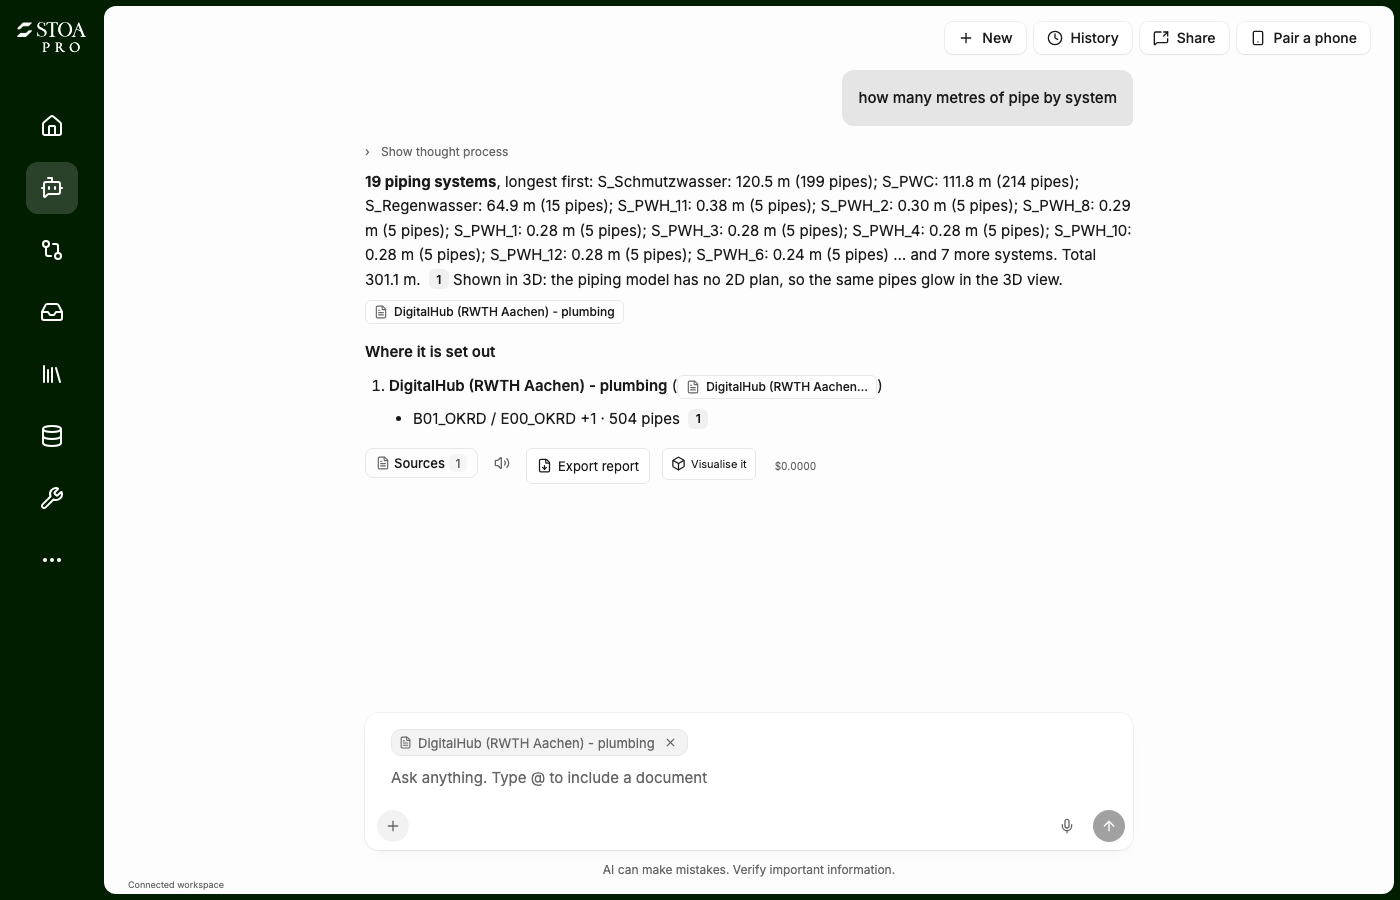 STOA
PRO
New
History
Share
Pair a phone
how many metres of pipe by system
Show thought process
19 piping systems, longest first: S_Schmutzwasser: 120.5 m (199 pipes); S_PWC: 111.8 m (214 pipes);
S_Regenwasser: 64.9 m (15 pipes); S_PWH_11: 0.38 m (5 pipes); S_PWH_2: 0.30 m (5 pipes); S_PWH_8: 0.29
m (5 pipes); S_PWH_1: 0.28 m (5 pipes); S_PWH_3: 0.28 m (5 pipes); S_PWH_4: 0.28 m (5 pipes); S_PWH_10:
0.28 m (5 pipes); S_PWH_12: 0.28 m (5 pipes); S_PWH_6: 0.24 m (5 pipes) ... and 7 more systems. Total
301.1 m. 1 Shown in 3D: the piping model has no 2D plan, so the same pipes glow in the 3D view.
DigitalHub (RWTH Aachen) - plumbing
Where it is set out
1. DigitalHub (RWTH Aachen) - plumbing (DigitalHub (RWTH Aachen...)
• B01_OKRD / E00_OKRD +1 · 504 pipes 1
Sources 1 Export report Visualise it $0.0000
DigitalHub (RWTH Aachen) - plumbing
Ask anything. Type @ to include a document
AI can make mistakes. Verify important information.
Connected workspace